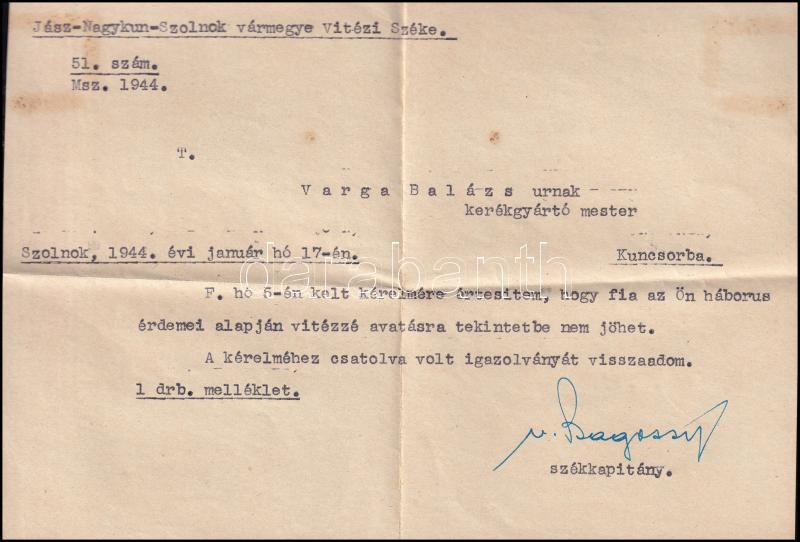 Jász-Nagykun-Szolnok vármegye Vitézi Széke.
51. szám.
Msz. 1944.
T.
Varga Balázs urnak
kerékgyártó mester
Szolnok, 1944. évi január hó 17-én. Kuncsorba.
darabanth
F. hó 5-én kelt kérelmére értesitem, hogy fia az Ön háborus
érdemei alapján vitézzé avatásra tekintetbe nem jöhet.
A kérelméhez csatolva volt igazolványát visszaadom.
1 drb. melléklet.
v. Bagossy
székkapitány.